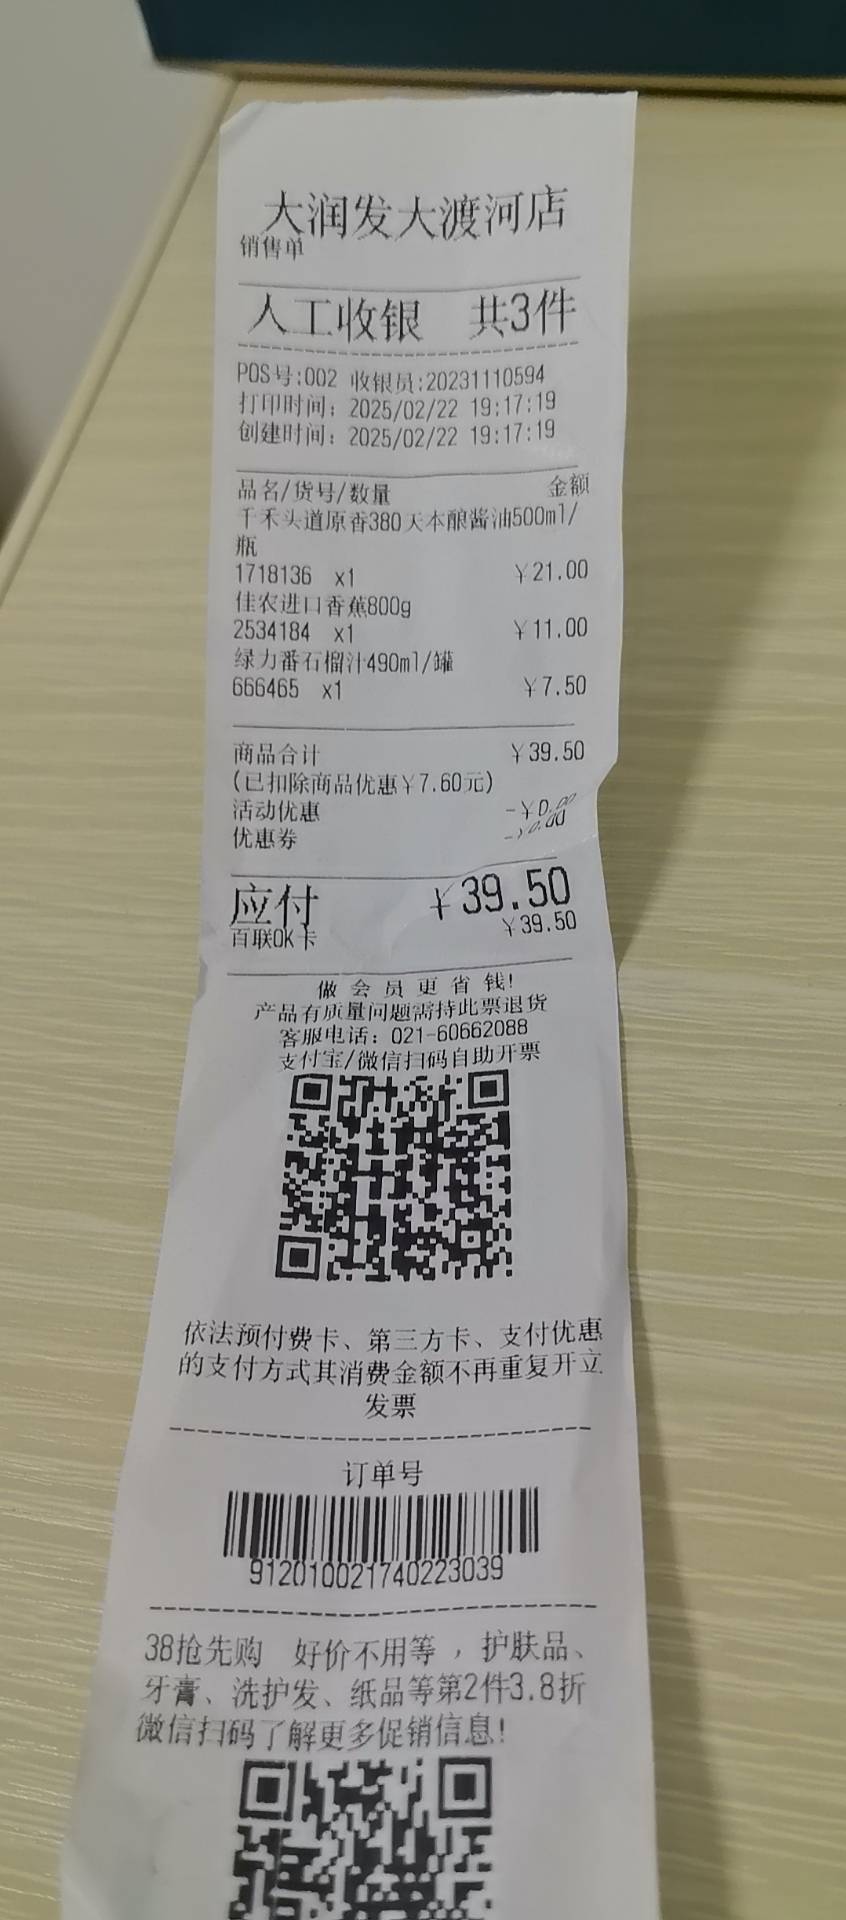 大润发大渡河店
销售单
人工收银 共3件
POS号:002 收银员:20231110594
打印时间: 2025/02/22 19:17:19
创建时间: 2025/02/22 19:17:19
品名/货号/数量 金额
千禾头道原香380天本酿酱油500ml/
瓶
1718136 x1 ￥21.00
佳农进口香蕉800g
2534184 x1 ￥11.00
绿力番石榴汁490ml/罐
666465 x1 ￥7.50
商品合计 ￥39.50
(已扣除商品优惠￥7.60元)
活动优惠 -￥0.00
优惠券 -￥0.00
应付 ￥39.50
百联OK卡 ￥39.50
做会员更省钱!
产品有质量问题需持此票退货
客服电话: 021-60662088
支付宝/微信扫码自助开票
依法预付费卡、第三方卡、支付优惠
的支付方式其消费金额不再重复开立
发票
订单号
912010021740223039
38抢先购 好价不用等，护肤品、
牙膏、洗护发、纸品等第2件3.8折
微信扫码了解更多促销信息!